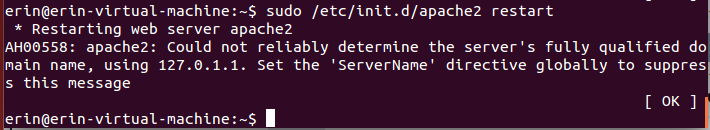 erin@erin-virtual-machine:~$ sudo /etc/init.d/apache2 restart
 * Restarting web server apache2
AH00558: apache2: Could not reliably determine the server's fully qualified do
main name, using 127.0.1.1. Set the 'ServerName' directive globally to suppres
s this message
[ OK ]
erin@erin-virtual-machine:~$